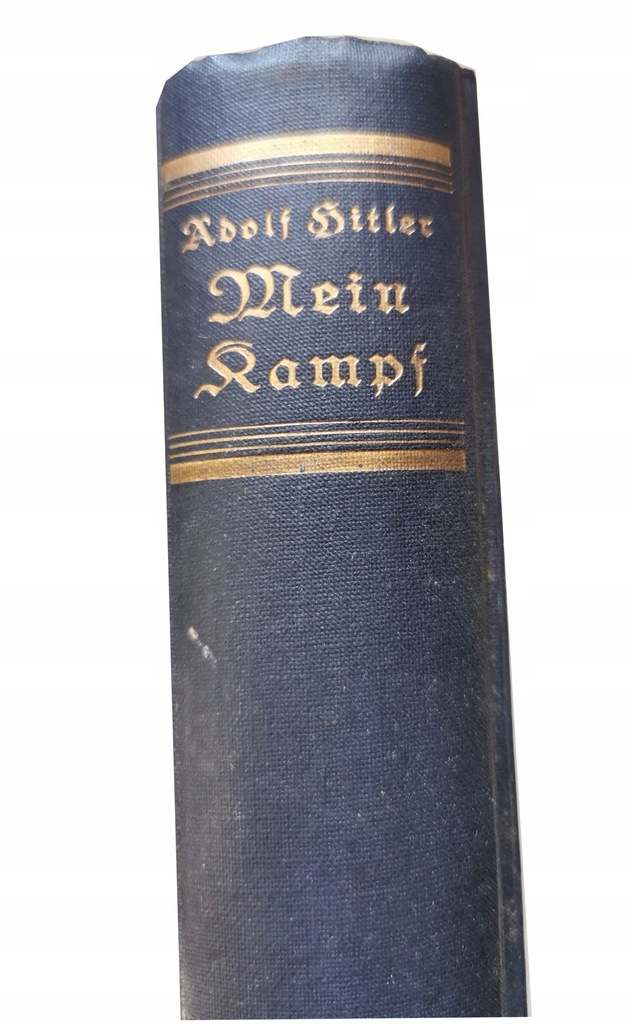 Adolf Hitler
Mein
Kampf